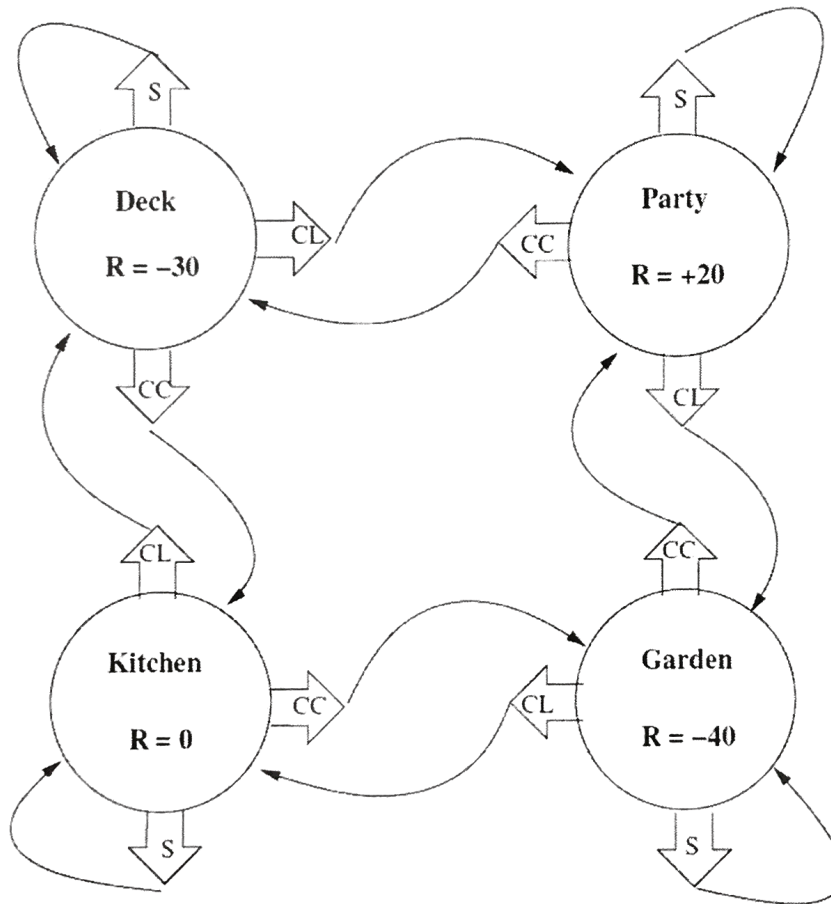 S
S
Deck
R = −30
CL
CC
Party
R = +20
CC
CL
CL
CC
Kitchen
R = 0
CC
CL
Garden
R = −40
S
S